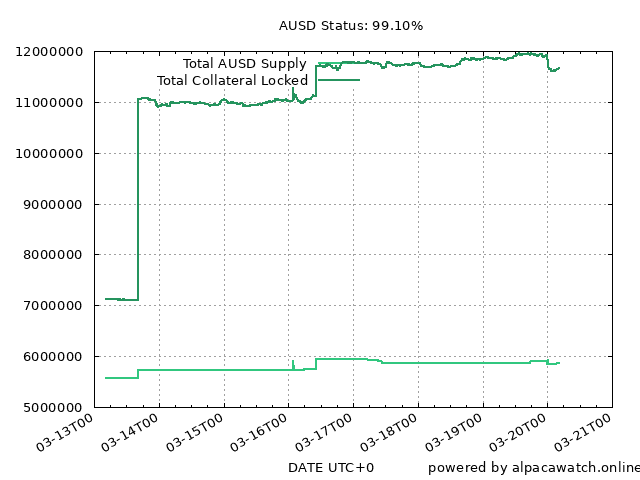 AUSD Status: 99.10%
12000000
11000000
10000000
9000000
8000000
7000000
6000000
5000000
Total AUSD Supply
Total Collateral Locked
03-13T00
03-14T00
03-15T00
03-16T00
03-17T00
03-18T00
03-19T00
03-20T00
03-21T00
DATE UTC+0
powered by alpacawatch.online